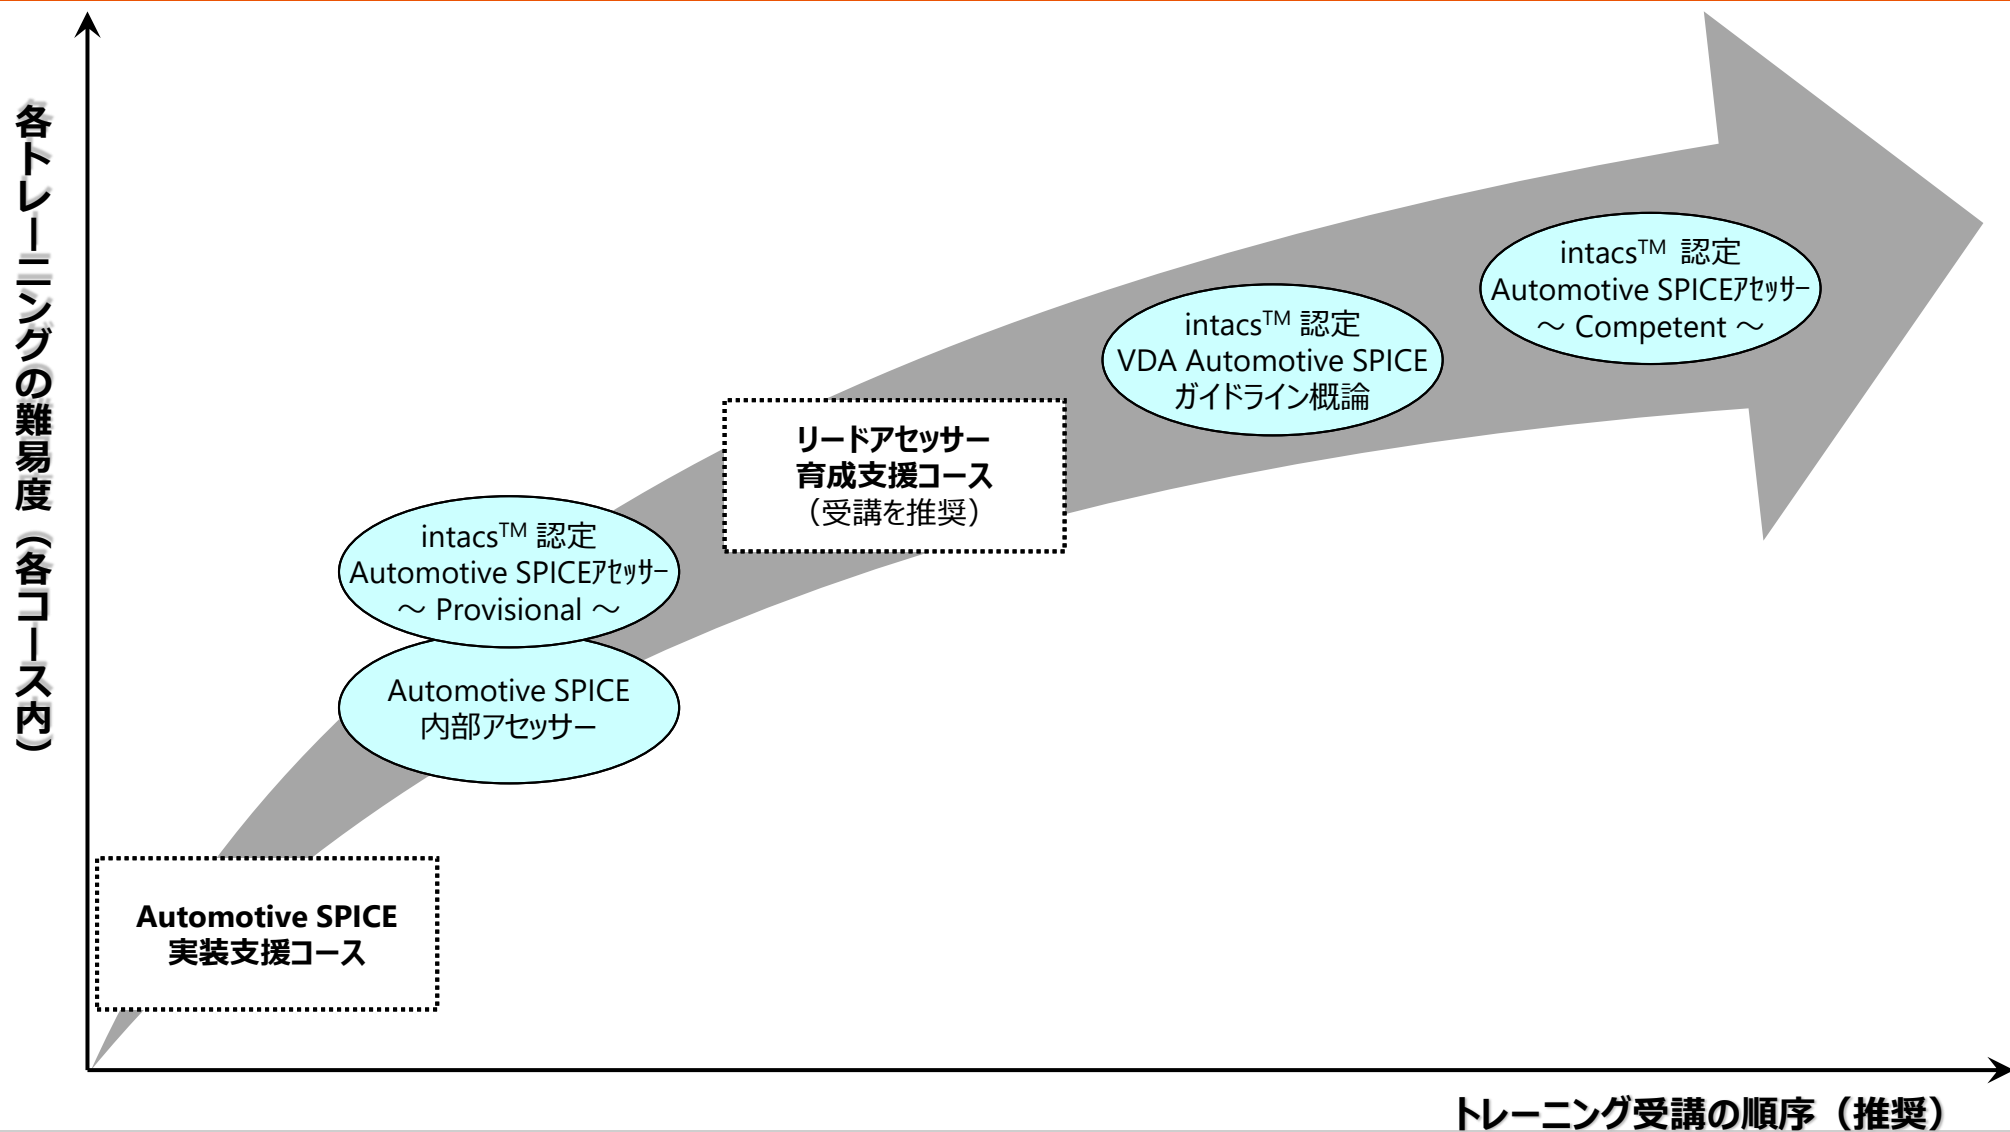 各トレーニングの難易度（各コース内）
intacsTM 認定
Automotive SPICEｱｾｯｻｰ
～ Competent ～
intacsTM 認定
VDA Automotive SPICE
ガイドライン概論
リードアセッサー
育成支援コース
（受講を推奨）
intacsTM 認定
Automotive SPICEｱｾｯｻｰ
～ Provisional ～
Automotive SPICE
内部アセッサー
Automotive SPICE
実装支援コース
トレーニング受講の順序（推奨）